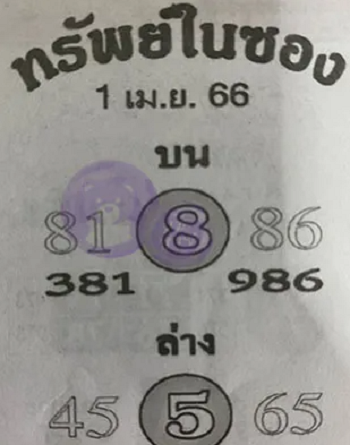 ทรัพย์ในซอง
1 เม.ย. 66
บน
81 8 86
381 986
ล่าง
45 5 65